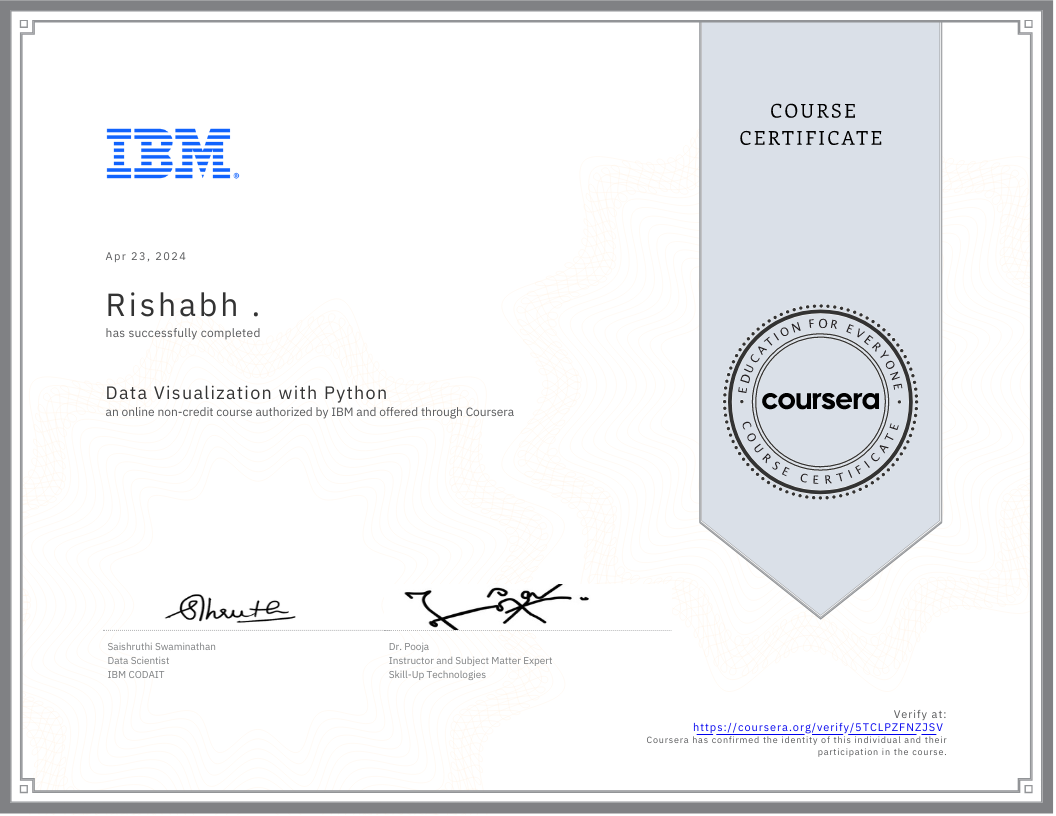 COURSE
CERTIFICATE
IBM®
Apr 23, 2024
Rishabh .
has successfully completed
Data Visualization with Python
an online non-credit course authorized by IBM and offered through Coursera
EDUCATION FOR EVERYONE
coursera
COURSE CERTIFICATE
Saishruthi Swaminathan
Data Scientist
IBM CODAIT
Dr. Pooja
Instructor and Subject Matter Expert
Skill-Up Technologies
Verify at:
https://coursera.org/verify/5TCLPZFNZJSV
Coursera has confirmed the identity of this individual and their
participation in the course.